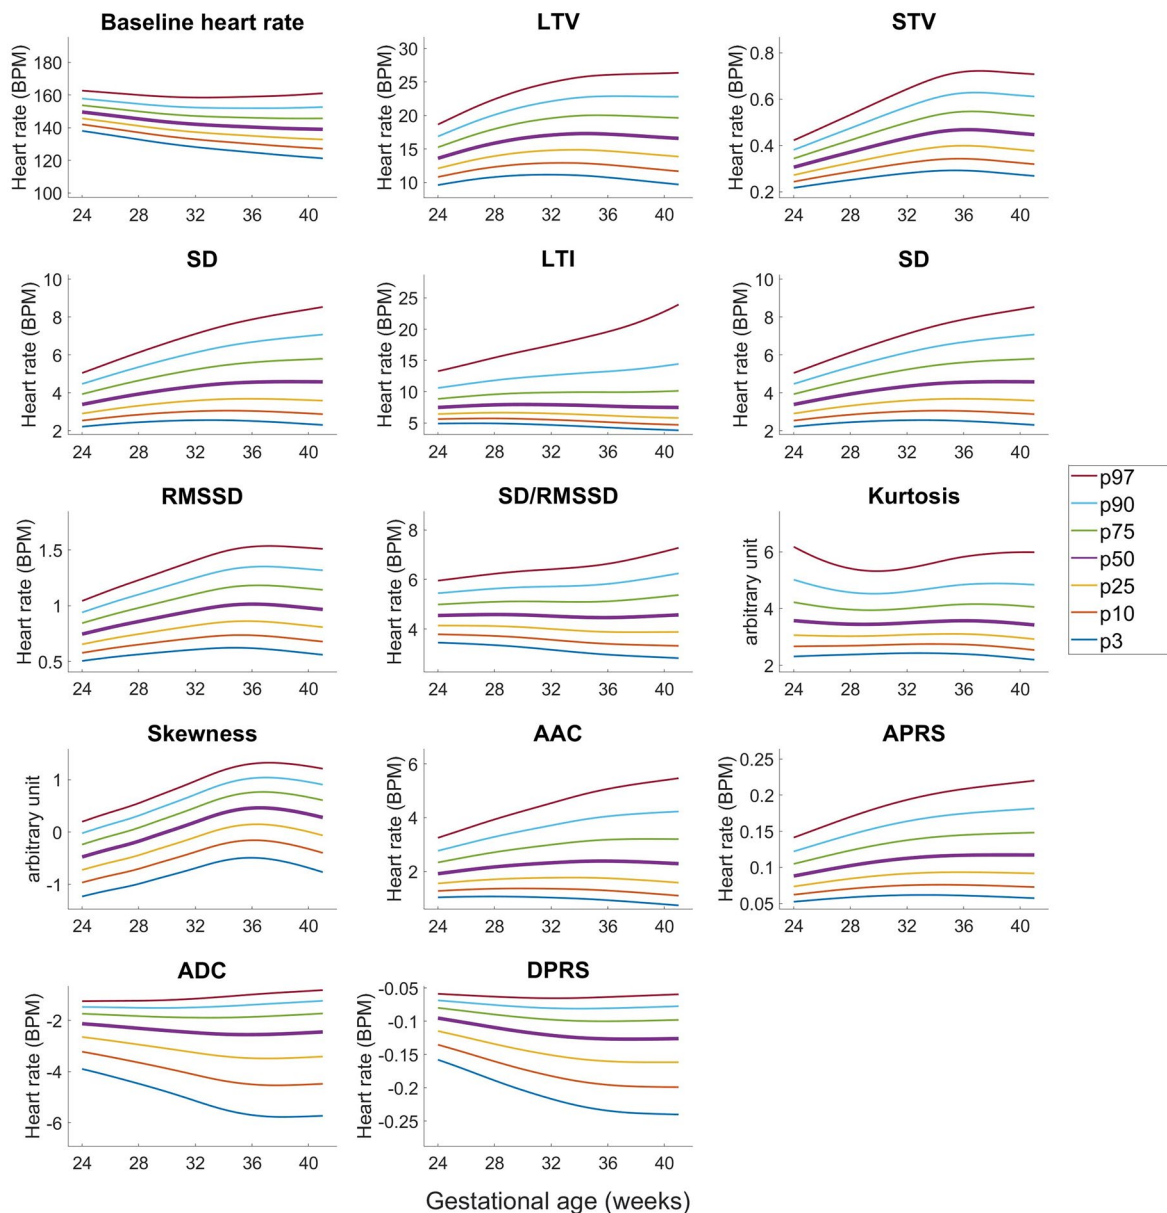 Baseline heart rate
Heart rate (BPM)
180
160
140
120
100
24 28 32 36 40
LTV
Heart rate (BPM)
30
25
20
15
10
24 28 32 36 40
STV
Heart rate (BPM)
0.8
0.6
0.4
0.2
24 28 32 36 40
SD
Heart rate (BPM)
10
8
6
4
2
24 28 32 36 40
LTI
Heart rate (BPM)
25
20
15
10
5
24 28 32 36 40
SD
Heart rate (BPM)
10
8
6
4
2
24 28 32 36 40
RMSSD
Heart rate (BPM)
1.5
1
0.5
24 28 32 36 40
SD/RMSSD
Heart rate (BPM)
8
6
4
24 28 32 36 40
Kurtosis
arbitrary unit
6
4
2
24 28 32 36 40
p97
p90
p75
p50
p25
p10
p3
Skewness
arbitrary unit
1
0
-1
24 28 32 36 40
AAC
Heart rate (BPM)
6
4
2
24 28 32 36 40
APRS
Heart rate (BPM)
0.25
0.2
0.15
0.1
0.05
24 28 32 36 40
ADC
Heart rate (BPM)
-2
-4
-6
24 28 32 36 40
DPRS
Heart rate (BPM)
-0.05
-0.1
-0.15
-0.2
-0.25
24 28 32 36 40
Gestational age (weeks)